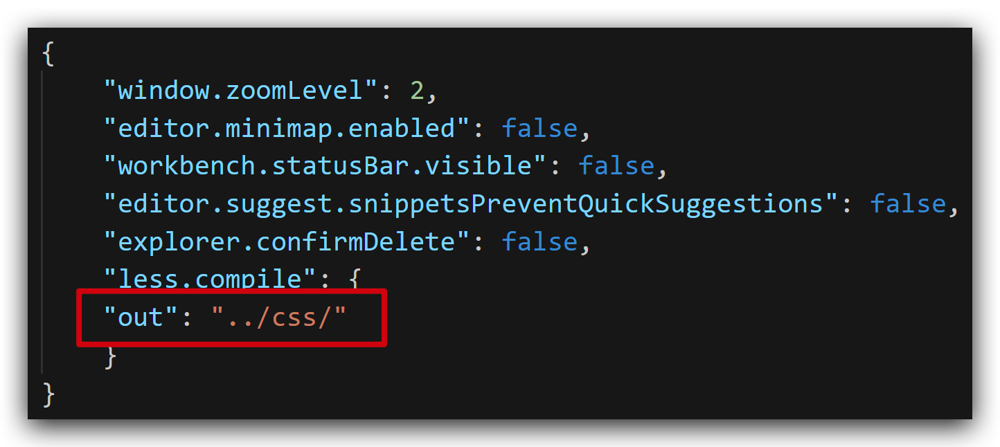 {
"window.zoomLevel": 2,
"editor.minimap.enabled": false,
"workbench.statusBar.visible": false,
"editor.suggest.snippetsPreventQuickSuggestions": false,
"explorer.confirmDelete": false,
"less.compile": {
"out": "../css/"
}
}